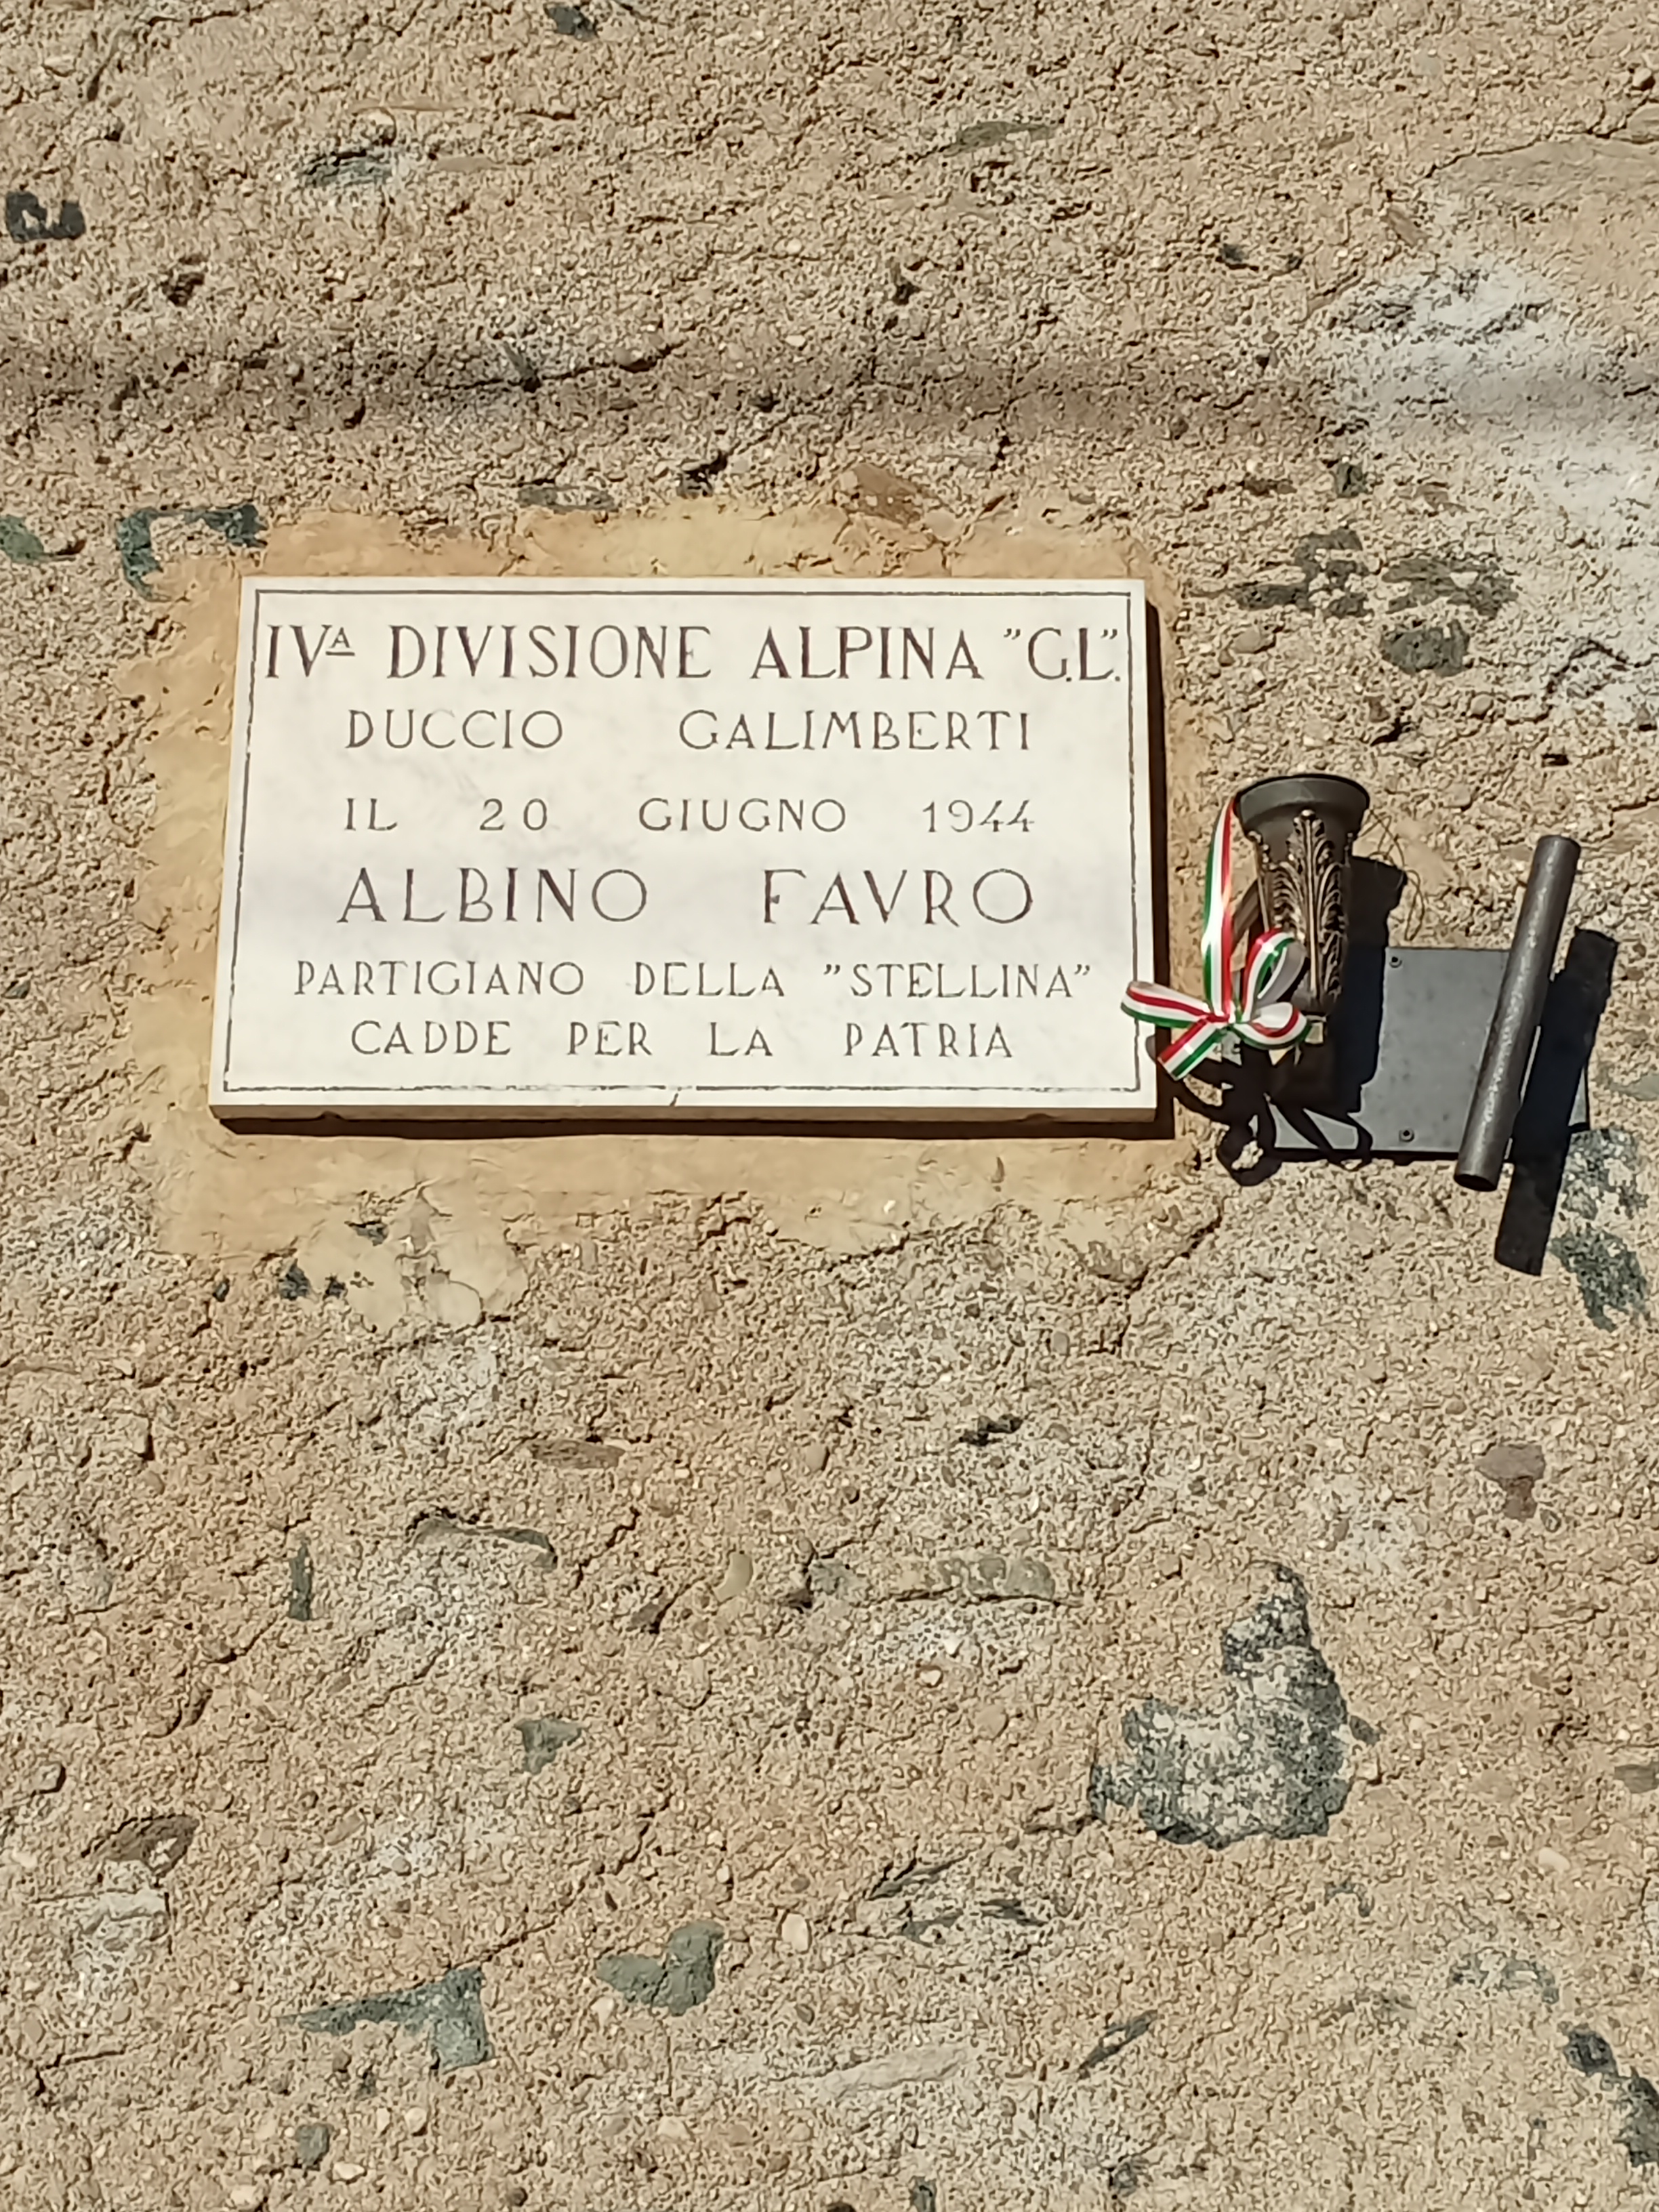 IVᴬ DIVISIONE ALPINA "G.L."
DUCCIO GALIMBERTI
IL 20 GIUGNO 1944
ALBINO FAVRO
PARTIGIANO DELLA "STELLINA"
CADDE PER LA PATRIA